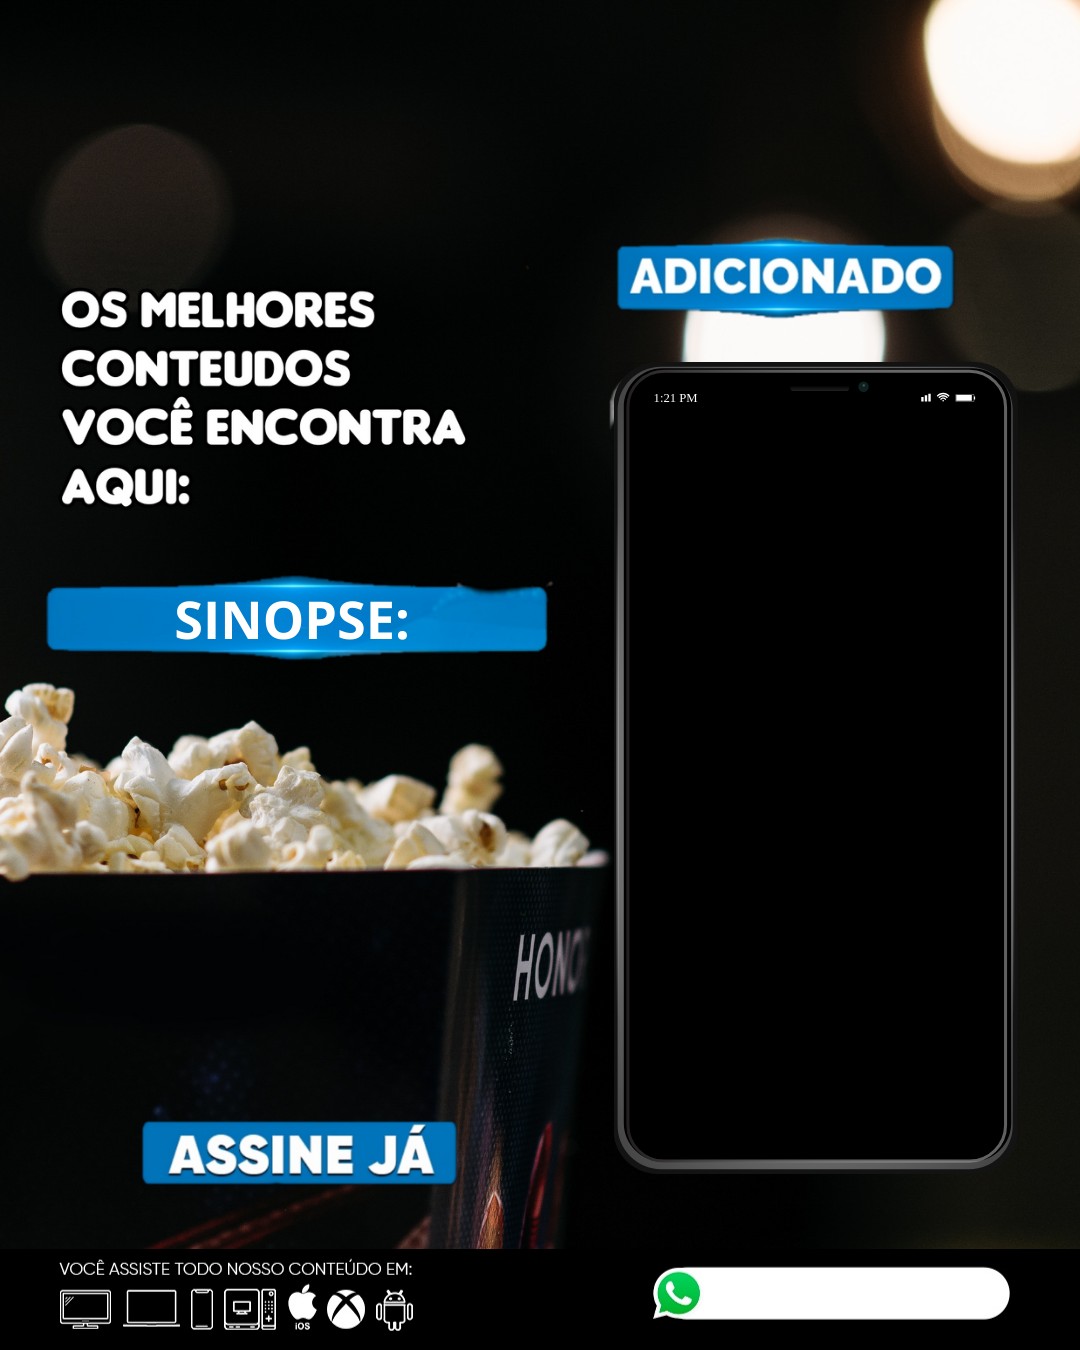 OS MELHORES
CONTEUDOS
VOCÊ ENCONTRA
AQUI:
ADICIONADO
1:21 PM
SINOPSE:
ASSINE JÁ
VOCÊ ASSISTE TODO NOSSO CONTEÚDO EM:
iOS